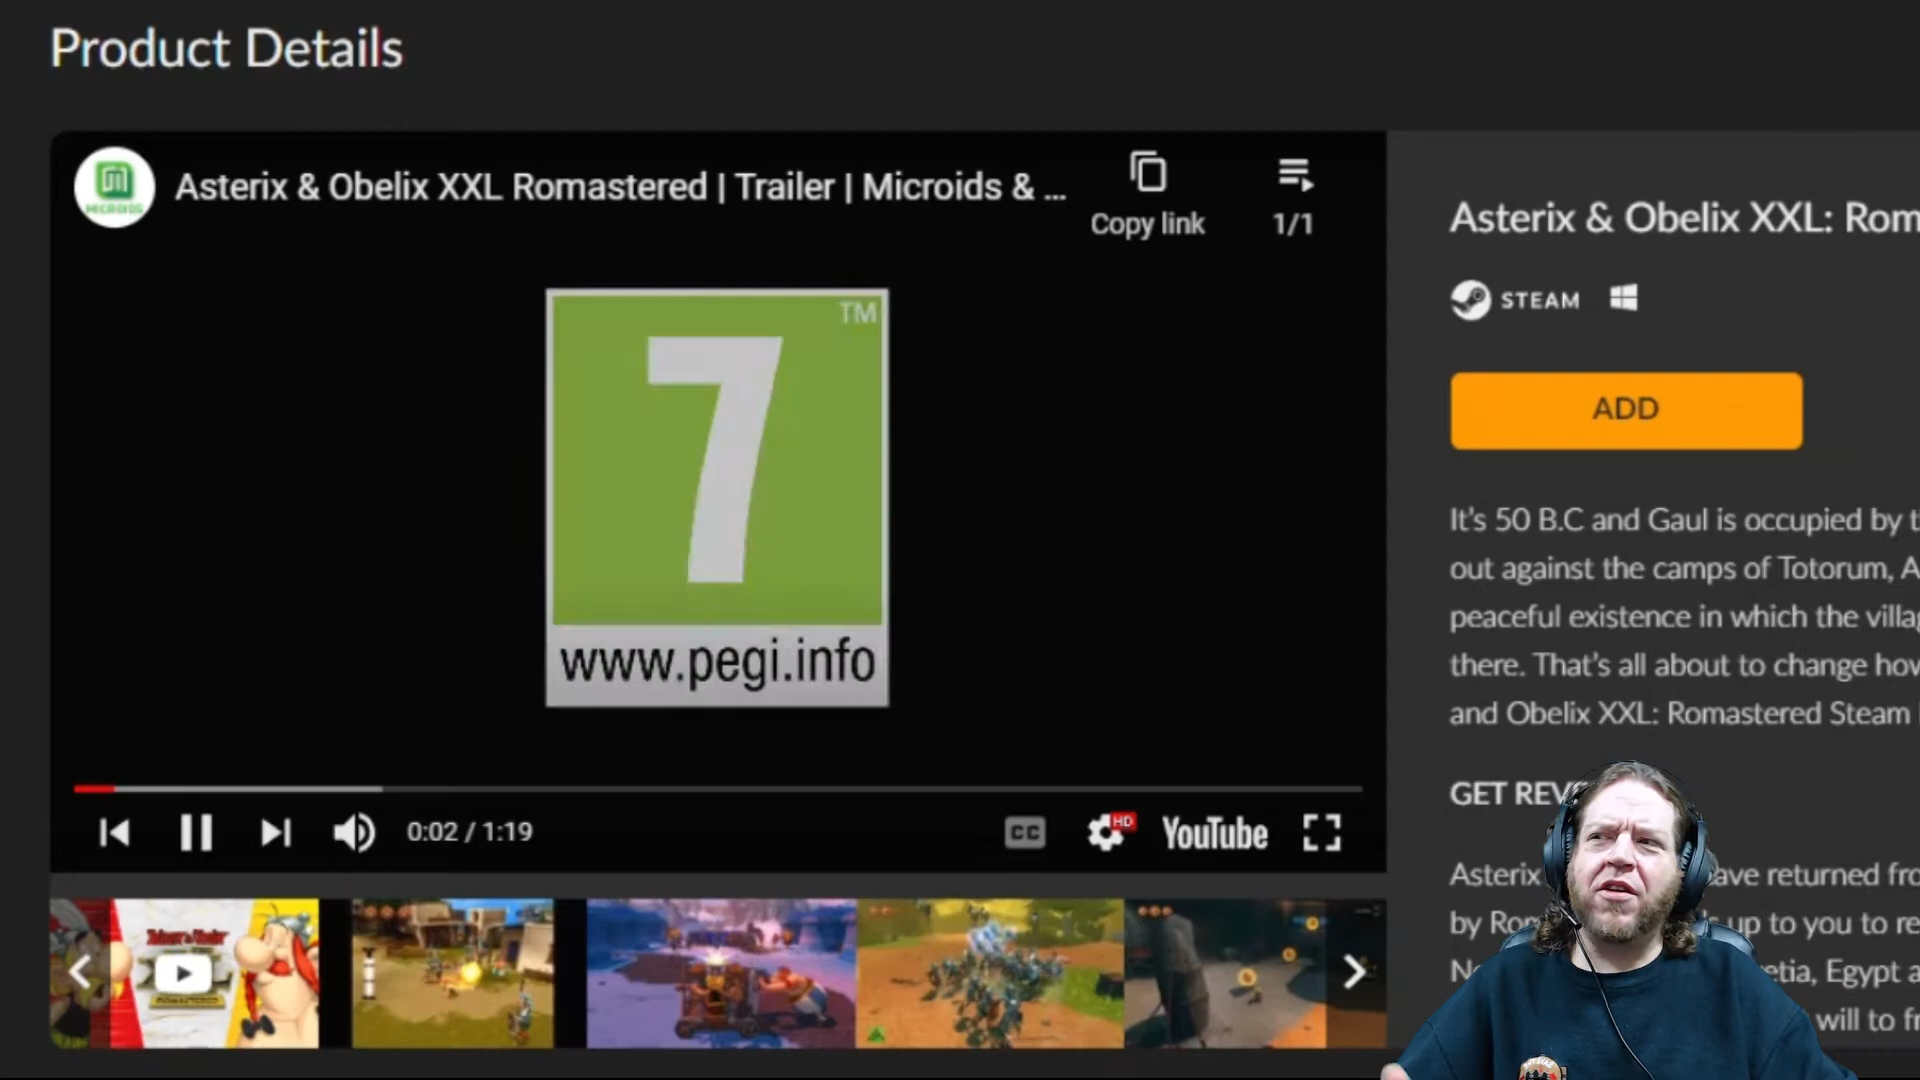 Product Details
MICROIDS
Asterix & Obelix XXL Romastered | Trailer | Microids & ...
Copy link
1/1
TM
7
www.pegi.info
0:02 / 1:19
CC
HD
YouTube
Asterix & Obelix XXL: Rom
STEAM
ADD
It's 50 B.C and Gaul is occupied by t
out against the camps of Totorum, A
peaceful existence in which the villag
there. That's all about to change how
and Obelix XXL: Romastered Steam
GET REV
Asterix ave returned fro
by Ro up to you to re
etia, Egypt a
will to fr